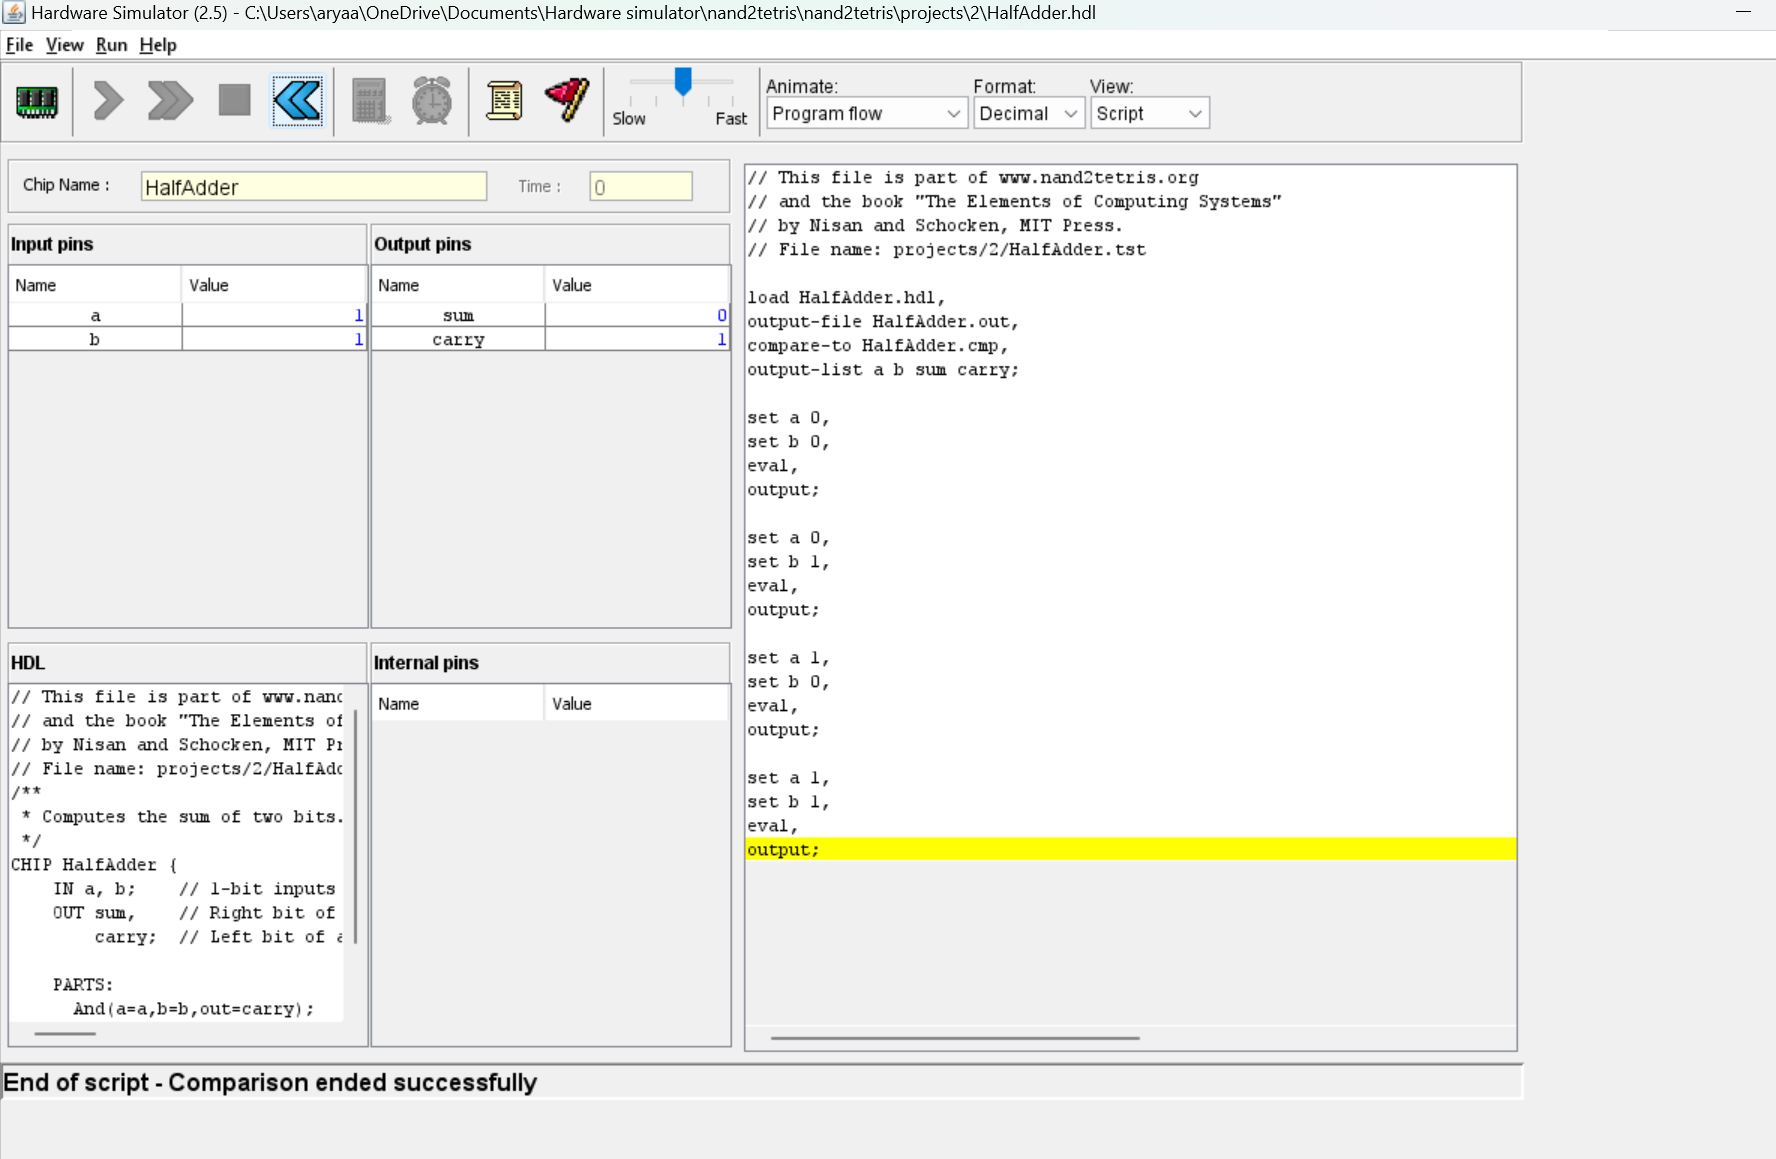 Hardware Simulator (2.5) - C:\Users\aryaa\OneDrive\Documents\Hardware simulator\nand2tetris\nand2tetris\projects\2\HalfAdder.hdl
File View Run Help
Slow Fast
Animate: Format: View:
Program flow Decimal Script
Chip Name : HalfAdder Time : 0
Input pins
Name Value
a 1
b 1
Output pins
Name Value
sum 0
carry 1
HDL
// This file is part of www.nand
// and the book "The Elements of
// by Nisan and Schocken, MIT Pr
// File name: projects/2/HalfAdd
/**
* Computes the sum of two bits.
*/
CHIP HalfAdder {
IN a, b; // 1-bit inputs
OUT sum, // Right bit of
carry; // Left bit of a
PARTS:
And(a=a,b=b,out=carry);
Internal pins
Name Value
// This file is part of www.nand2tetris.org
// and the book "The Elements of Computing Systems"
// by Nisan and Schocken, MIT Press.
// File name: projects/2/HalfAdder.tst
load HalfAdder.hdl,
output-file HalfAdder.out,
compare-to HalfAdder.cmp,
output-list a b sum carry;
set a 0,
set b 0,
eval,
output;
set a 0,
set b 1,
eval,
output;
set a 1,
set b 0,
eval,
output;
set a 1,
set b 1,
eval,
output;
End of script - Comparison ended successfully